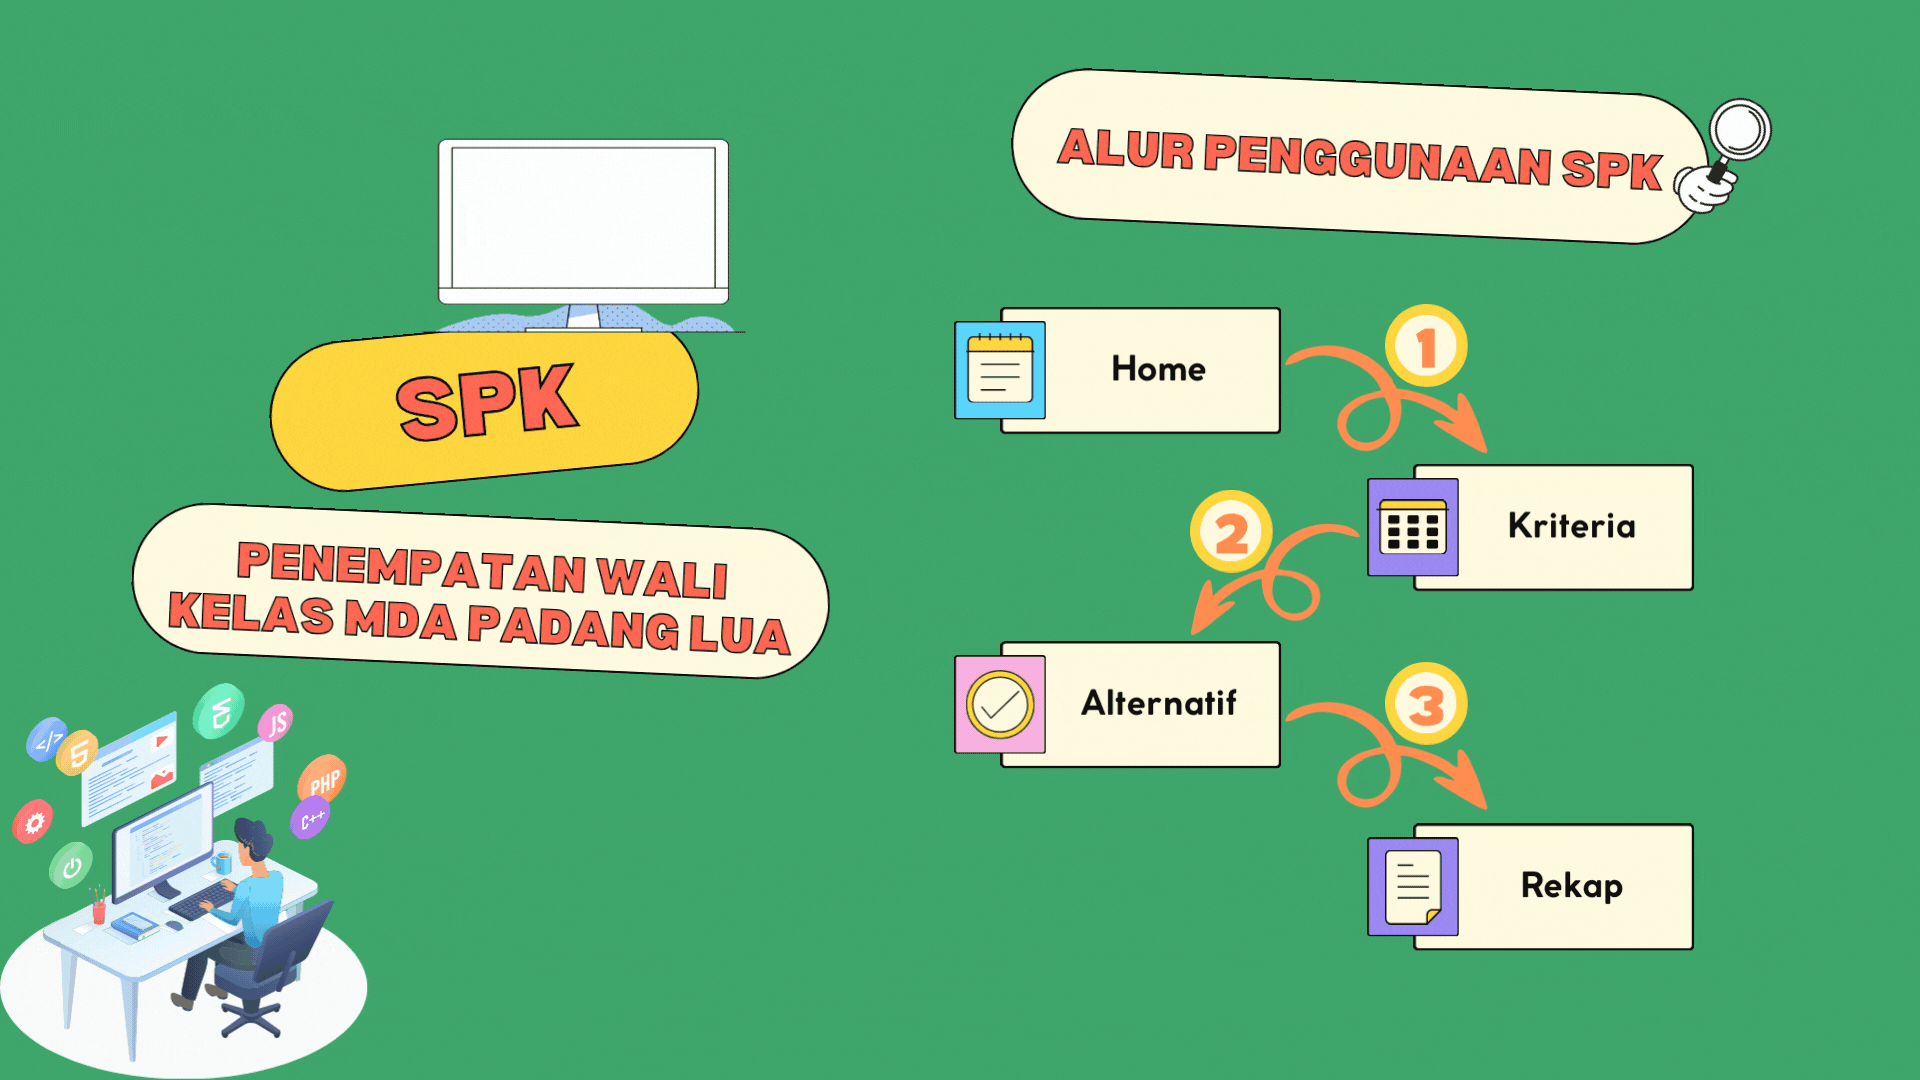 SPK
PENEMPATAN WALI
KELAS MDA PADANG LUA
</>
5
JS
PHP
C++
ALUR PENGGUNAAN SPK
Home
1
Kriteria
2
Alternatif
3
Rekap